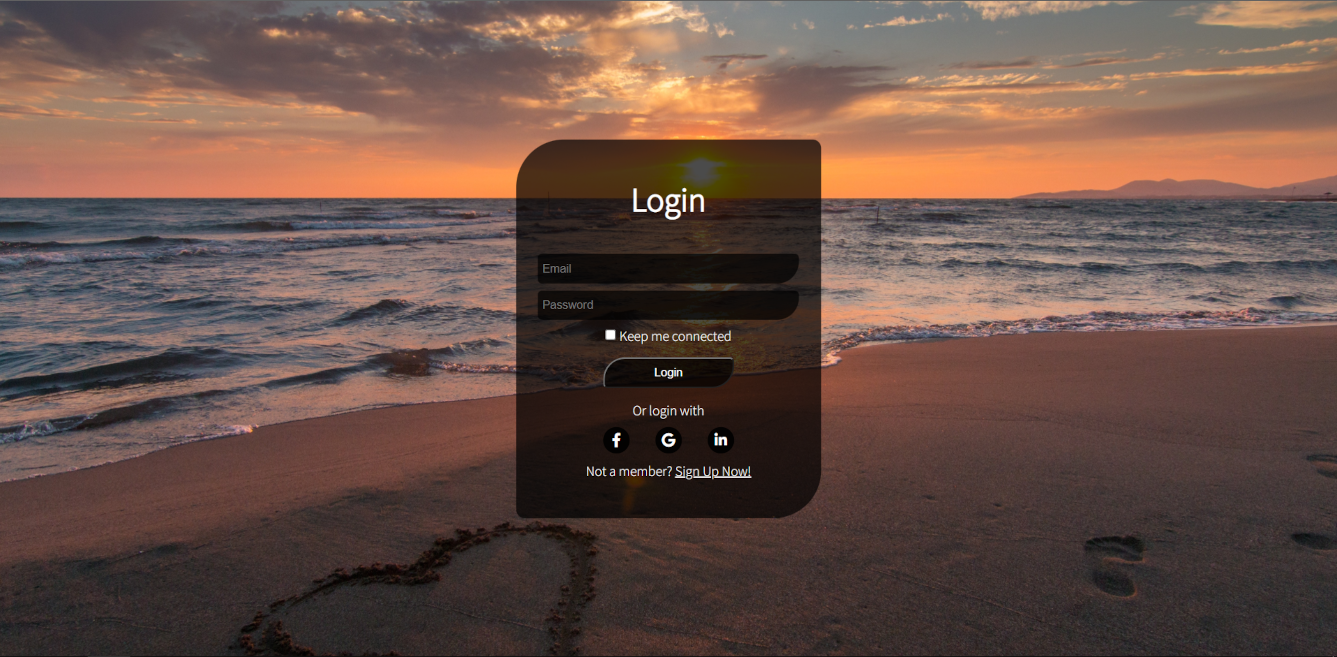 Login
Email
Password
Keep me connected
Login
Or login with
f G in
Not a member? Sign Up Now!